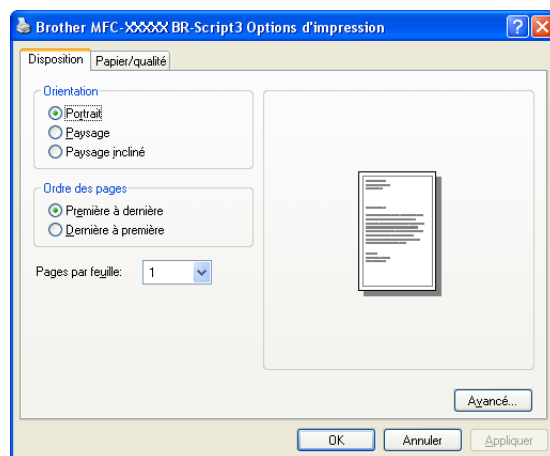 Brother MFC-XXXXX BR-Script3 Options d'impression
Disposition
Papier/qualité
Orientation
Portrait
Paysage
Paysage incliné
Ordre des pages
Première à dernière
Dernière à première
Pages par feuille:
1
Avancé...
OK
Annuler
Appliquer